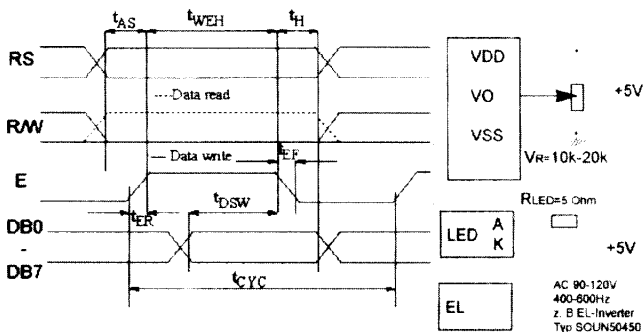 tAS tWEH tH
RS
---- Data read
R/W
— Data write
tEF
E
tER
tDSW
DB0
-
DB7
tCYC
VDD
VO
VSS
+5V
VR=10k-20k
RLED=5 Ohm
LED A
K
+5V
EL
AC 90-120V
400-600Hz
z. B EL-Inverter
Typ SCUN50450